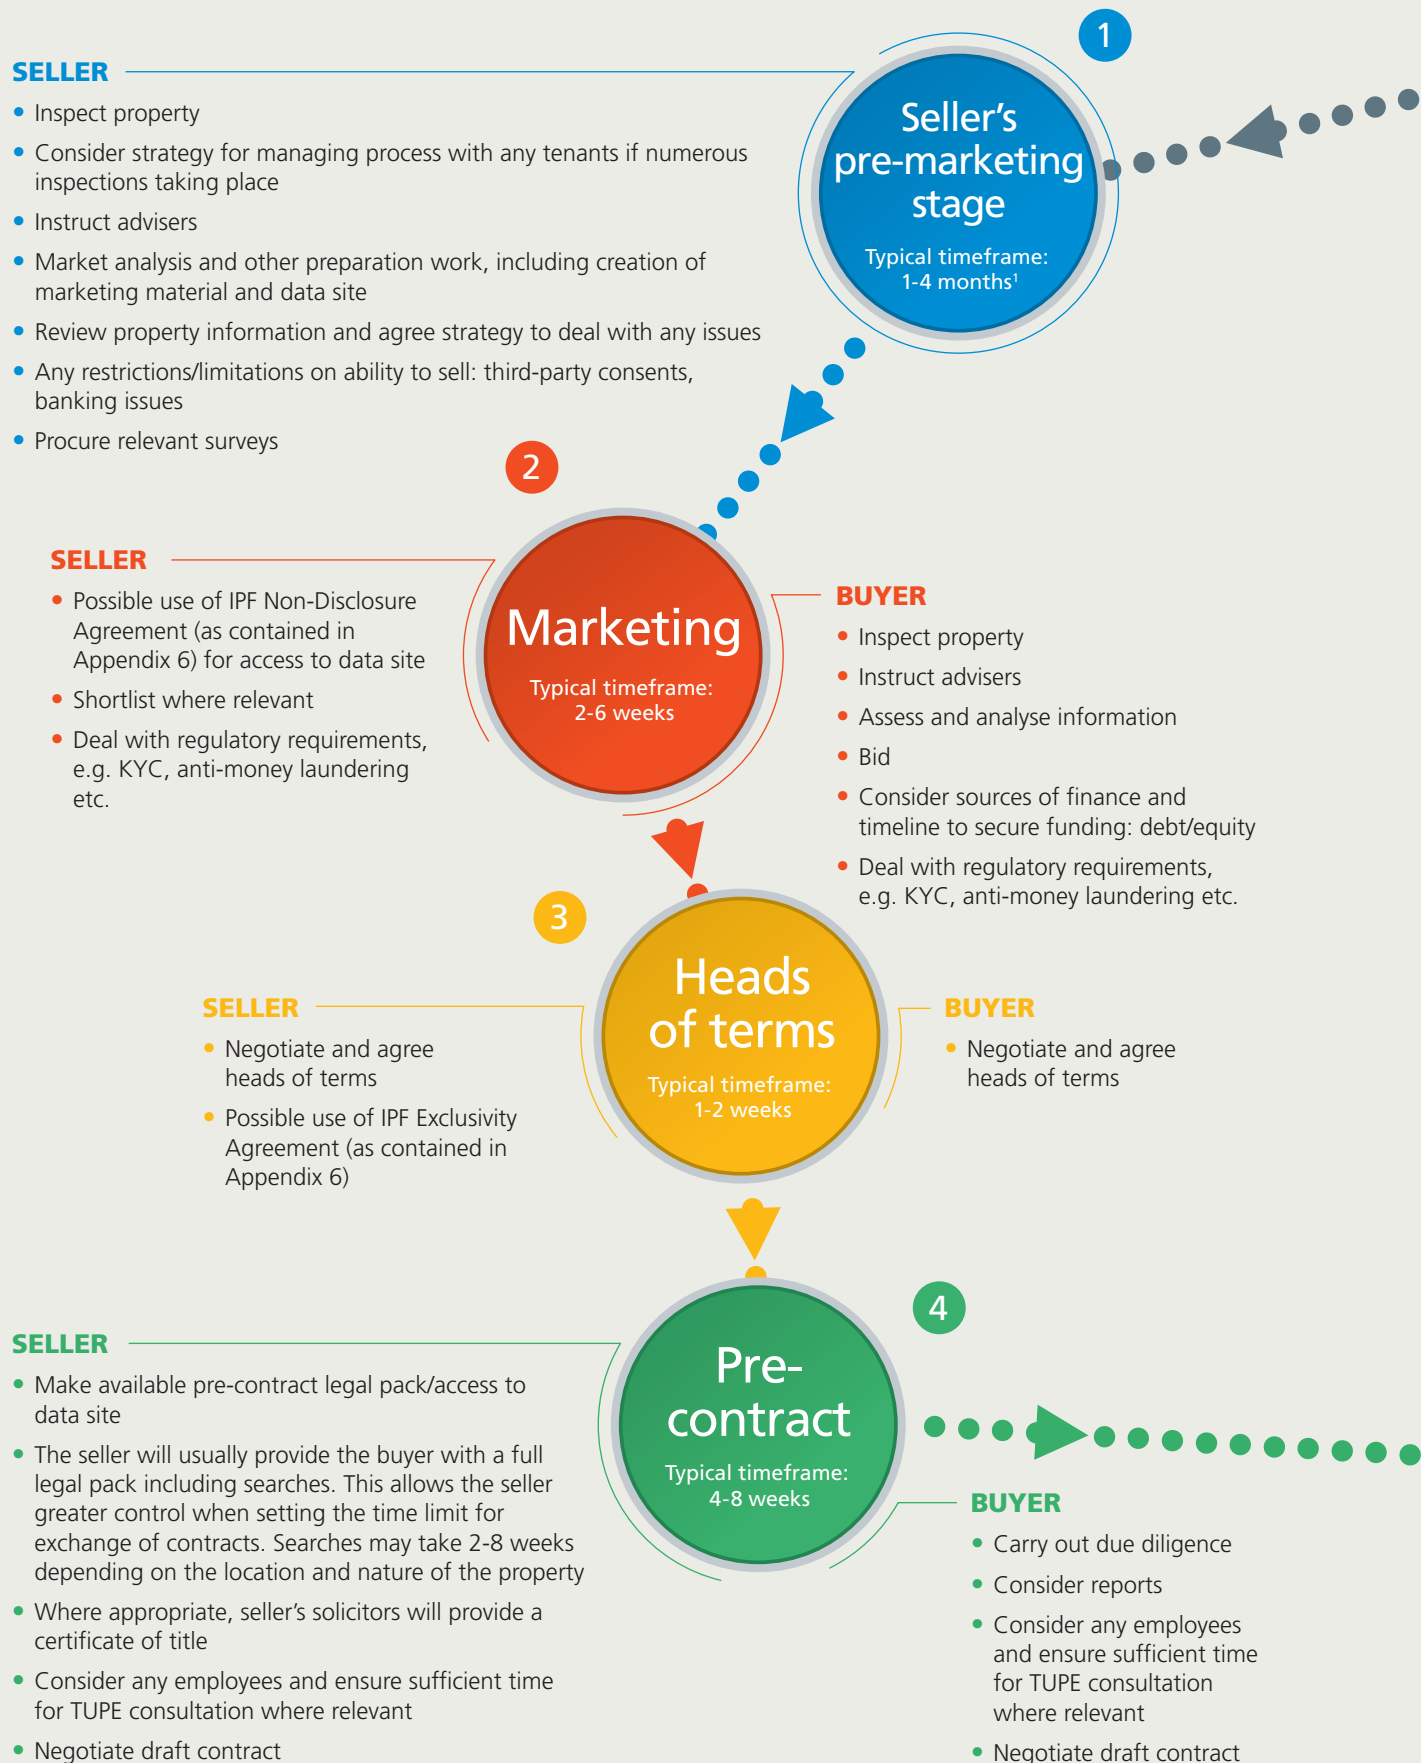 1
SELLER
• Inspect property
• Consider strategy for managing process with any tenants if numerous
inspections taking place
• Instruct advisers
• Market analysis and other preparation work, including creation of
marketing material and data site
• Review property information and agree strategy to deal with any issues
• Any restrictions/limitations on ability to sell: third-party consents,
banking issues
• Procure relevant surveys
Seller’s
pre-marketing
stage
Typical timeframe:
1-4 months¹
2
SELLER
• Possible use of IPF Non-Disclosure
Agreement (as contained in
Appendix 6) for access to data site
• Shortlist where relevant
• Deal with regulatory requirements,
e.g. KYC, anti-money laundering
etc.
Marketing
Typical timeframe:
2-6 weeks
BUYER
• Inspect property
• Instruct advisers
• Assess and analyse information
• Bid
• Consider sources of finance and
timeline to secure funding: debt/equity
• Deal with regulatory requirements,
e.g. KYC, anti-money laundering etc.
3
SELLER
• Negotiate and agree
heads of terms
• Possible use of IPF Exclusivity
Agreement (as contained in
Appendix 6)
Heads
of terms
Typical timeframe:
1-2 weeks
BUYER
• Negotiate and agree
heads of terms
4
SELLER
• Make available pre-contract legal pack/access to
data site
• The seller will usually provide the buyer with a full
legal pack including searches. This allows the seller
greater control when setting the time limit for
exchange of contracts. Searches may take 2-8 weeks
depending on the location and nature of the property
• Where appropriate, seller’s solicitors will provide a
certificate of title
• Consider any employees and ensure sufficient time
for TUPE consultation where relevant
• Negotiate draft contract
Pre-
contract
Typical timeframe:
4-8 weeks
BUYER
• Carry out due diligence
• Consider reports
• Consider any employees
and ensure sufficient time
for TUPE consultation
where relevant
• Negotiate draft contract